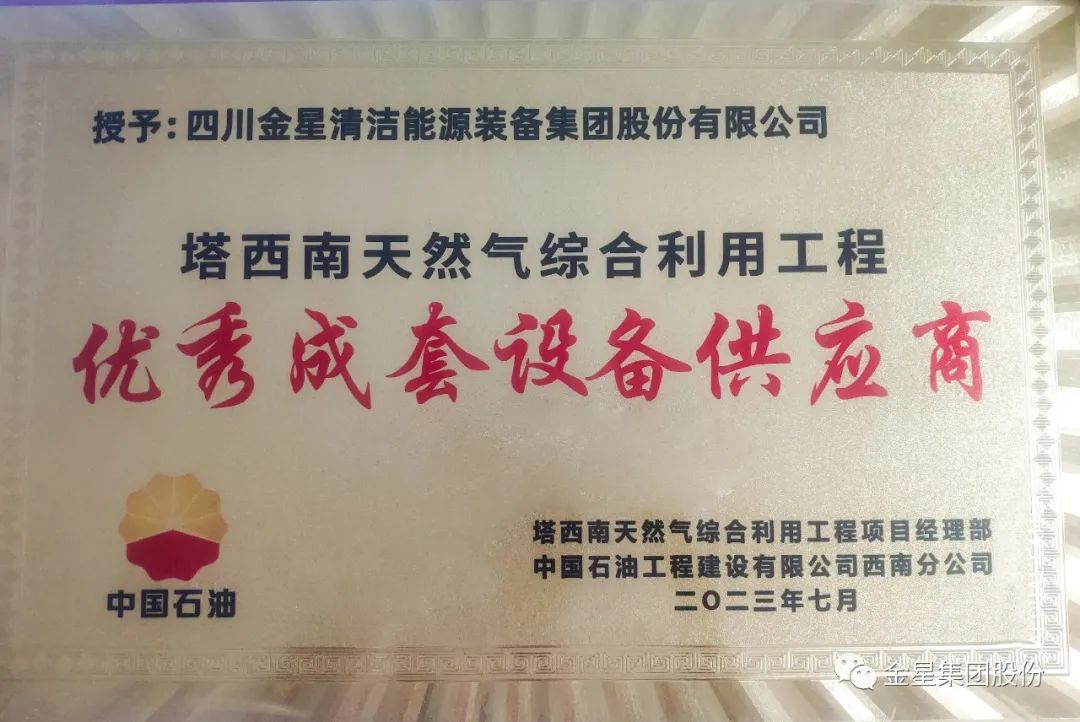 授予:四川金星清洁能源装备集团股份有限公司
塔西南天然气综合利用工程
优秀成套设备供应商
中国石油
塔西南天然气综合利用工程项目经理部
中国石油工程建设有限公司西南分公司
二〇二三年七月
金星集团股份